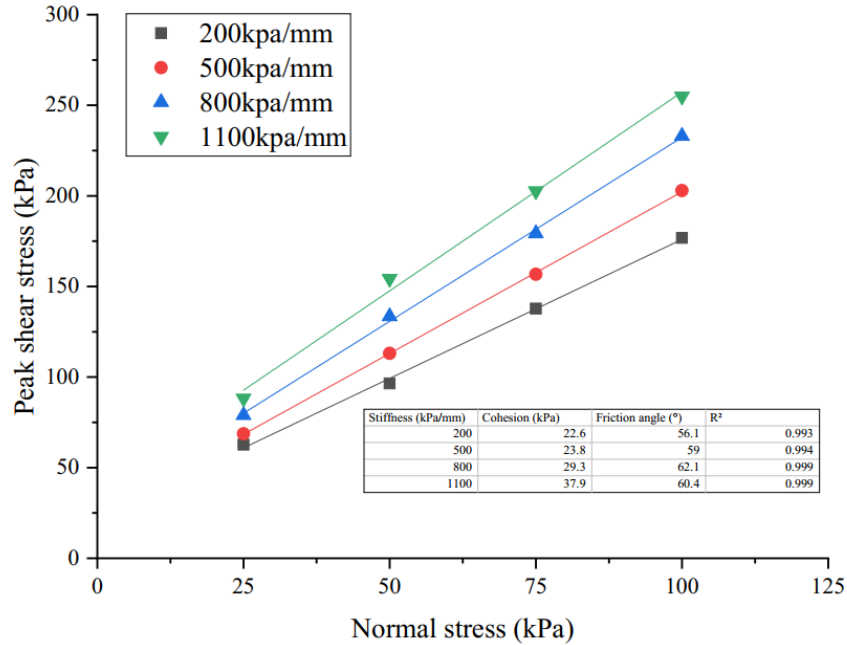 300
250
200
150
100
50
0
Peak shear stress (kPa)
200kpa/mm
500kpa/mm
800kpa/mm
1100kpa/mm
Stiffness (kPa/mm) Cohesion (kPa) Friction angle (°) R²
200 22.6 56.1 0.993
500 23.8 59 0.994
800 29.3 62.1 0.999
1100 37.9 60.4 0.999
0 25 50 75 100 125
Normal stress (kPa)